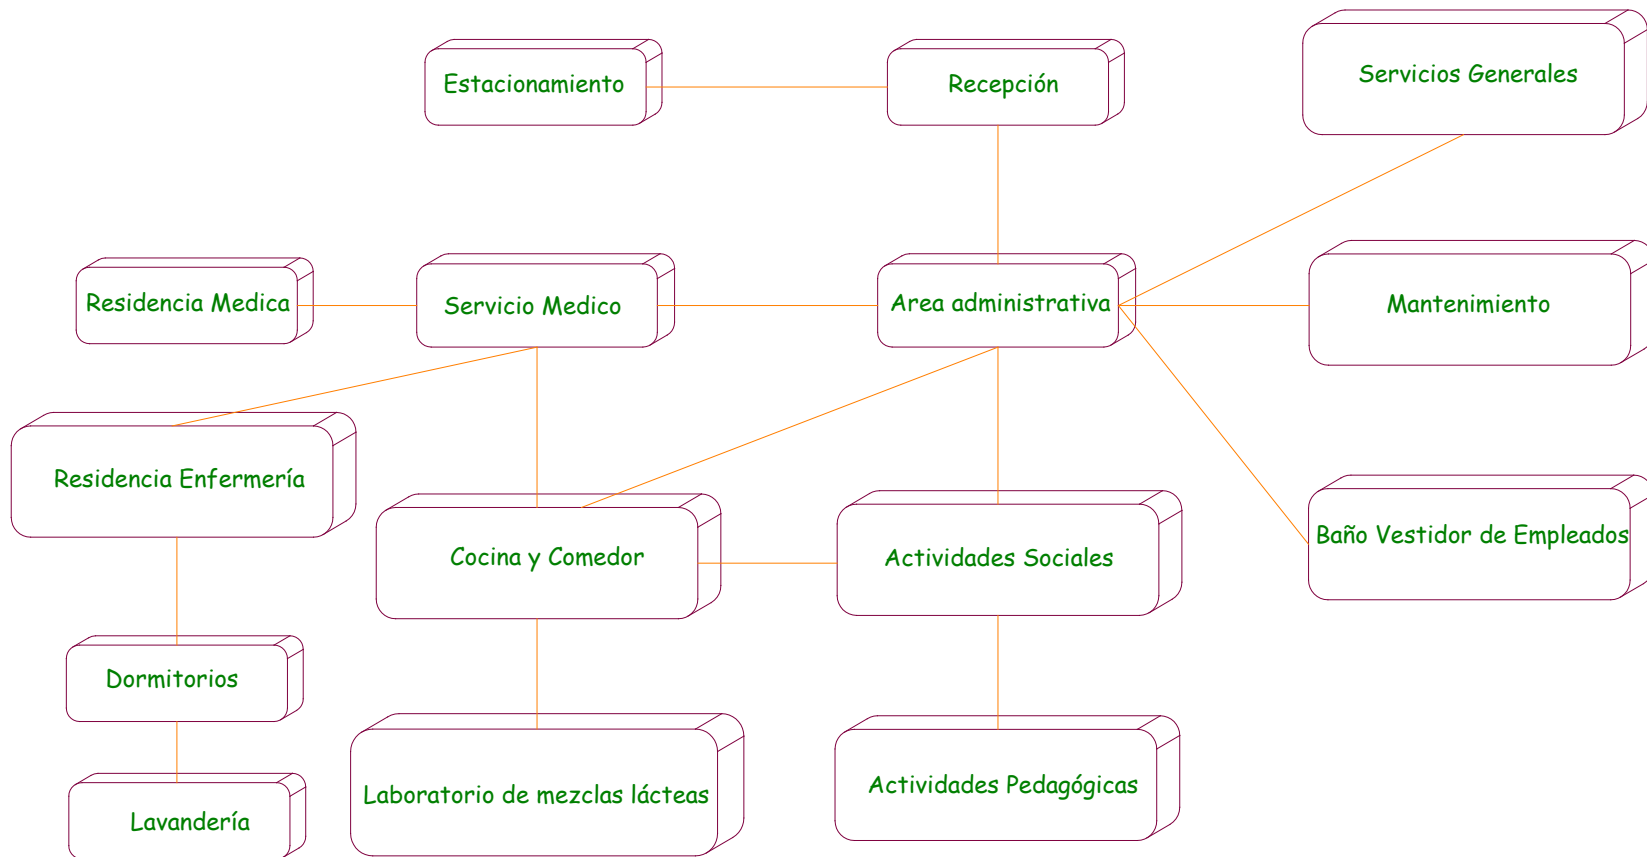 Estacionamiento
Recepción
Servicios Generales
Residencia Medica
Servicio Medico
Area administrativa
Mantenimiento
Residencia Enfermería
Cocina y Comedor
Actividades Sociales
Baño Vestidor de Empleados
Dormitorios
Laboratorio de mezclas lácteas
Actividades Pedagógicas
Lavandería